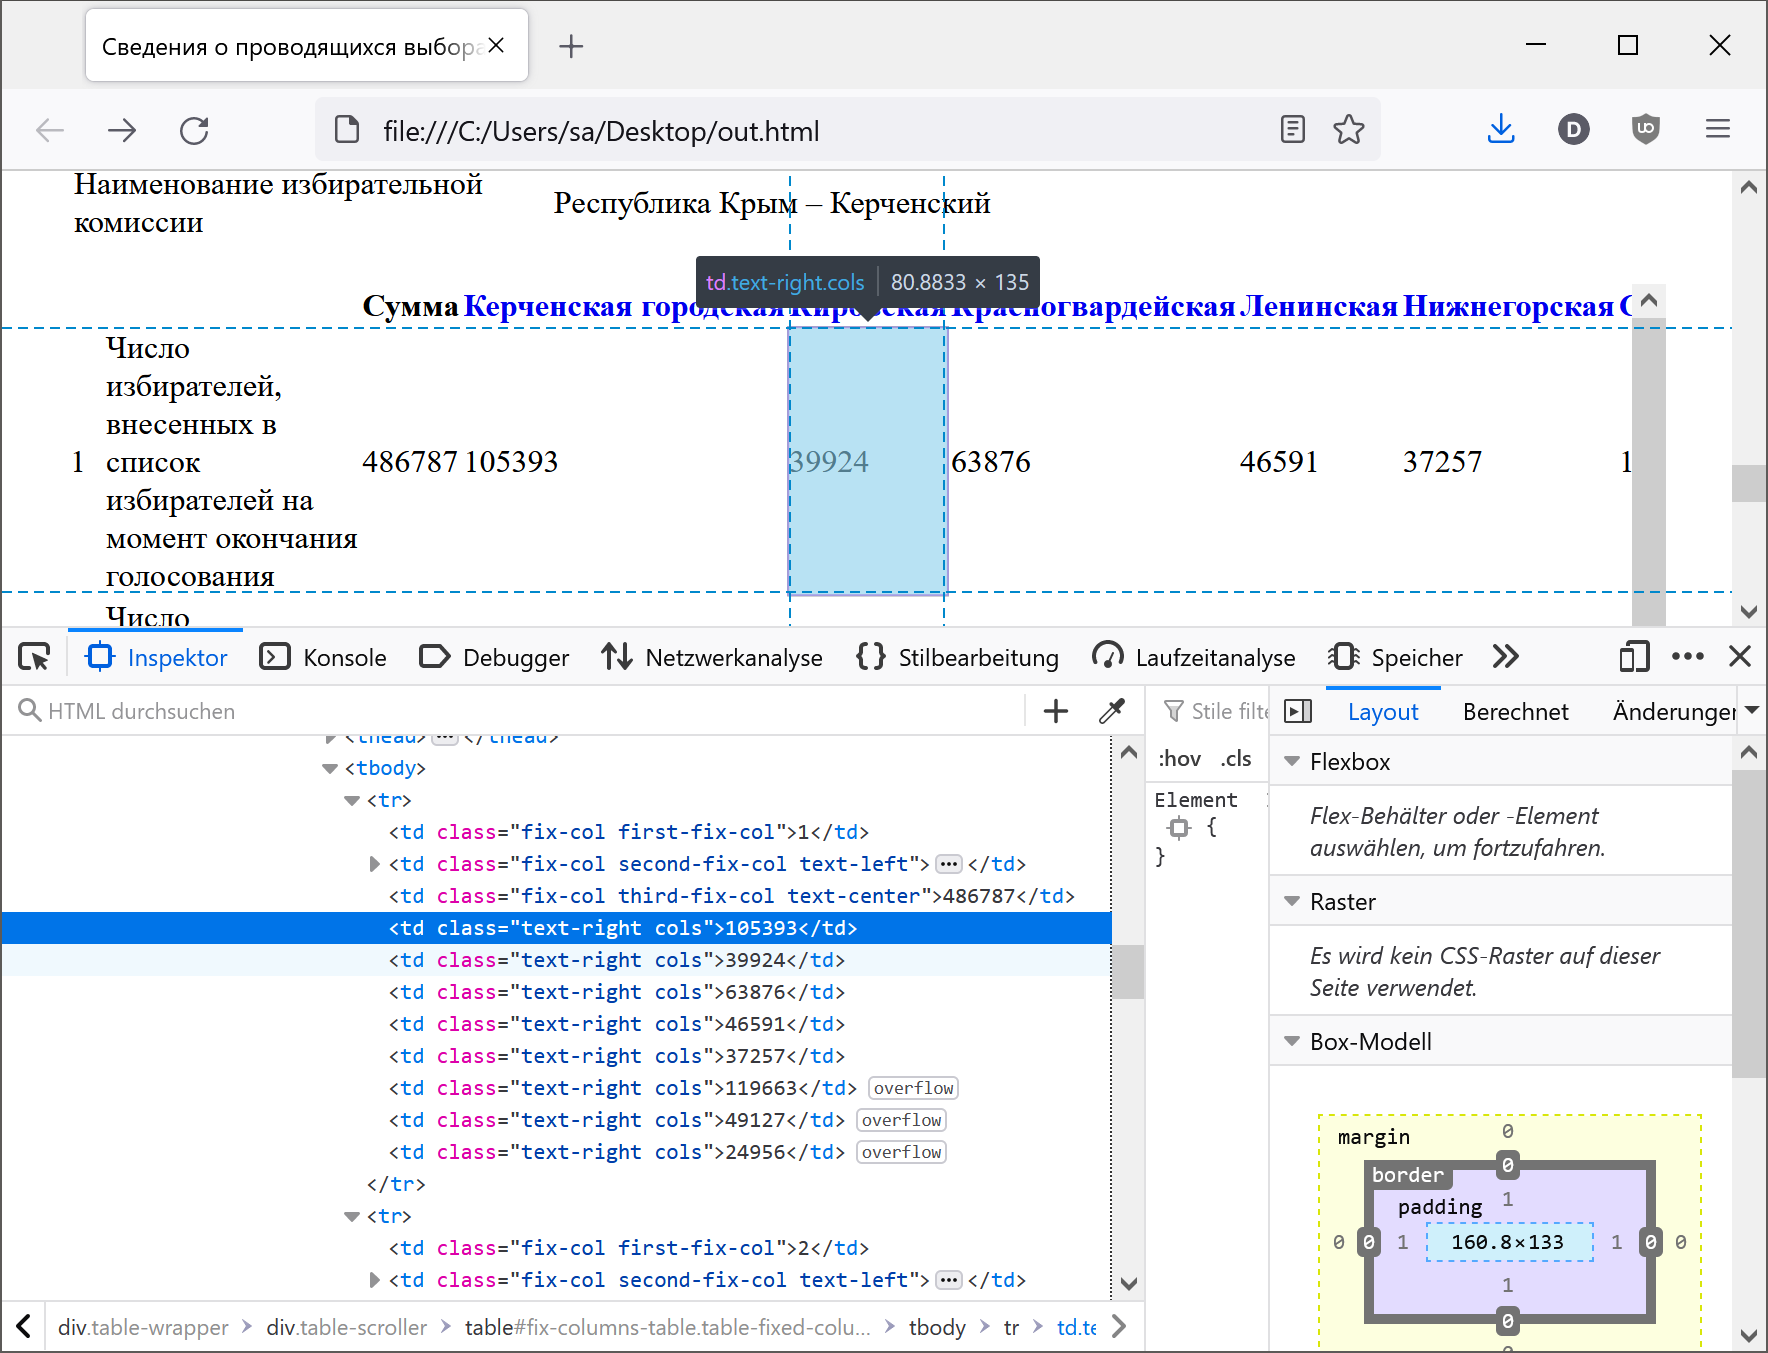 Сведения о проводящихся выбора
file:///C:/Users/sa/Desktop/out.html
Наименование избирательной
комиссии
Республика Крым – Керченский
td.text-right.cols 80.8833 × 135
Сумма Керченская городская Кировская Красногвардейская Ленинская Нижнегорская С
Число
избирателей,
внесенных в
1 список 486787 105393 39924 63876 46591 37257 1
избирателей на
момент окончания
голосования
Число
Inspektor Konsole Debugger Netzwerkanalyse Stilbearbeitung Laufzeitanalyse Speicher
HTML durchsuchen
Stile filte
Layout Berechnet Änderungen
:hov .cls
Element
{
}
<thead> </thead>
<tbody>
<tr>
<td class="fix-col first-fix-col">1</td>
<td class="fix-col second-fix-col text-left"> </td>
<td class="fix-col third-fix-col text-center">486787</td>
<td class="text-right cols">105393</td>
<td class="text-right cols">39924</td>
<td class="text-right cols">63876</td>
<td class="text-right cols">46591</td>
<td class="text-right cols">37257</td>
<td class="text-right cols">119663</td> overflow
<td class="text-right cols">49127</td> overflow
<td class="text-right cols">24956</td> overflow
</tr>
<tr>
<td class="fix-col first-fix-col">2</td>
<td class="fix-col second-fix-col text-left"> </td>
div.table-wrapper div.table-scroller table#fix-columns-table.table-fixed-colu... tbody tr td.te
Flexbox
Flex-Behälter oder -Element
auswählen, um fortzufahren.
Raster
Es wird kein CSS-Raster auf dieser
Seite verwendet.
Box-Modell
margin 0
border 0
padding 1
0 0 1 160.8×133 1 0 0
1
0